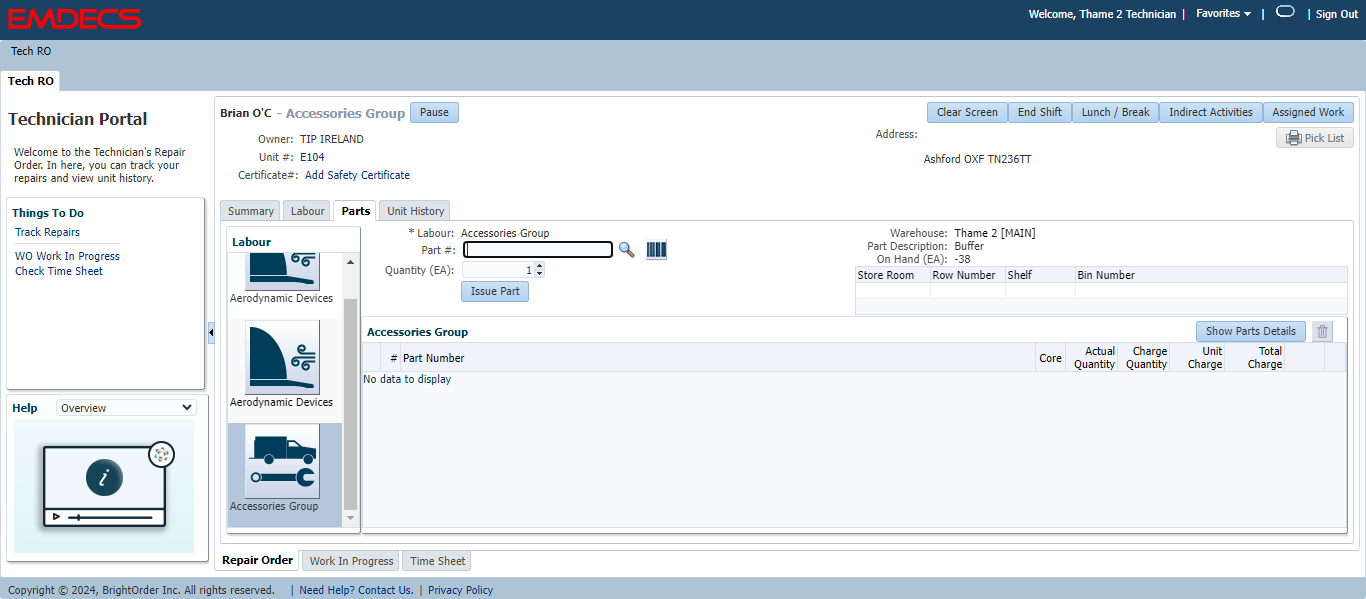 EMDECS
Welcome, Thame 2 Technician | Favorites | | Sign Out
Tech RO
Tech RO
Technician Portal
Welcome to the Technician's Repair
Order. In here, you can track your
repairs and view unit history.
Things To Do
Track Repairs
WO Work In Progress
Check Time Sheet
Help Overview
i
Brian O'C - Accessories Group Pause
Clear Screen End Shift Lunch / Break Indirect Activities Assigned Work
Owner: TIP IRELAND
Unit #: E104
Certificate#: Add Safety Certificate
Address:
Pick List
Ashford OXF TN236TT
Summary Labour Parts Unit History
Labour
Aerodynamic Devices
Aerodynamic Devices
Accessories Group
* Labour: Accessories Group
Part #:
Quantity (EA): 1
Issue Part
Warehouse: Thame 2 [MAIN]
Part Description: Buffer
On Hand (EA): -38
Store Room Row Number Shelf Bin Number
Accessories Group Show Parts Details
# Part Number Core Actual Quantity Charge Quantity Unit Charge Total Charge
No data to display
Repair Order Work In Progress Time Sheet
Copyright © 2024, BrightOrder Inc. All rights reserved. | Need Help? Contact Us. | Privacy Policy